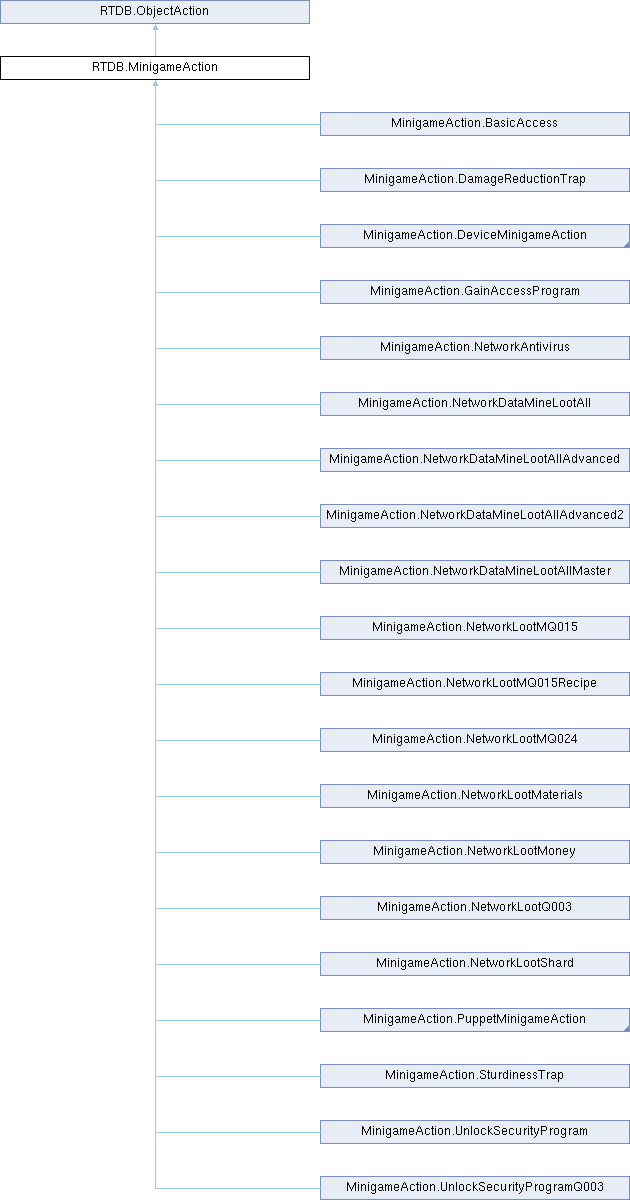 RTDB.ObjectAction
RTDB.MinigameAction
MinigameAction.BasicAccess
MinigameAction.DamageReductionTrap
MinigameAction.DeviceMinigameAction
MinigameAction.GainAccessProgram
MinigameAction.NetworkAntivirus
MinigameAction.NetworkDataMineLootAll
MinigameAction.NetworkDataMineLootAllAdvanced
MinigameAction.NetworkDataMineLootAllAdvanced2
MinigameAction.NetworkDataMineLootAllMaster
MinigameAction.NetworkLootMQ015
MinigameAction.NetworkLootMQ015Recipe
MinigameAction.NetworkLootMQ024
MinigameAction.NetworkLootMaterials
MinigameAction.NetworkLootMoney
MinigameAction.NetworkLootQ003
MinigameAction.NetworkLootShard
MinigameAction.PuppetMinigameAction
MinigameAction.SturdinessTrap
MinigameAction.UnlockSecurityProgram
MinigameAction.UnlockSecurityProgramQ003